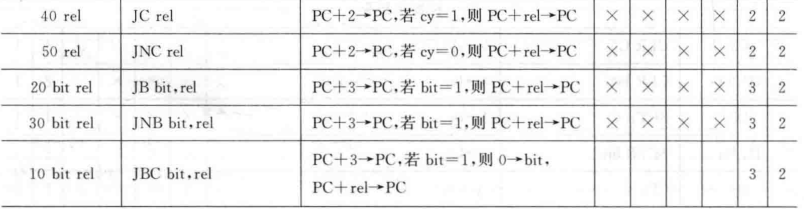 40 rel JC rel PC+2→PC,若 cy=1,则 PC+rel→PC × × × × 2 2
50 rel JNC rel PC+2→PC,若 cy=0,则 PC+rel→PC × × × × 2 2
20 bit rel JB bit,rel PC+3→PC,若 bit=1,则 PC+rel→PC × × × × 3 2
30 bit rel JNB bit,rel PC+3→PC,若 bit=1,则 PC+rel→PC × × × × 3 2
10 bit rel JBC bit,rel PC+3→PC,若 bit=1,则 0→bit, 3 2
PC+rel→PC